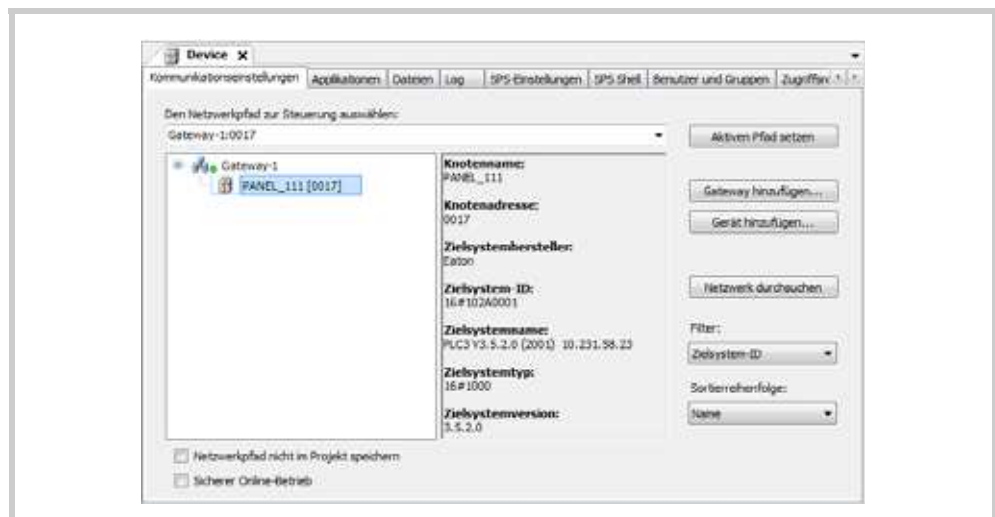 Device
Kommunikationseinstellungen Applikationen Dateien Log SPS-Einstellungen SPS Shell Benutzer und Gruppen Zugriffsr
Den Netzwerkpfad zur Steuerung auswählen:
Gateway-1:0017
Aktiven Pfad setzen
Gateway-1
PANEL_111 [0017]
Knotenname:
PANEL_111
Knotenadresse:
0017
Zielsystemhersteller:
Eaton
Zielsystem-ID:
16#102A0001
Zielsystemname:
PLC3 V3.5.2.0 (2001) 10.231.58.23
Zielsystemtyp:
16#1000
Zielsystemversion:
3.5.2.0
Gateway hinzufügen...
Gerät hinzufügen...
Netzwerk durchsuchen
Filter:
Zielsystem-ID
Sortierreihenfolge:
Name
Netzwerkpfad nicht im Projekt speichern
Sicherer Online-Betrieb